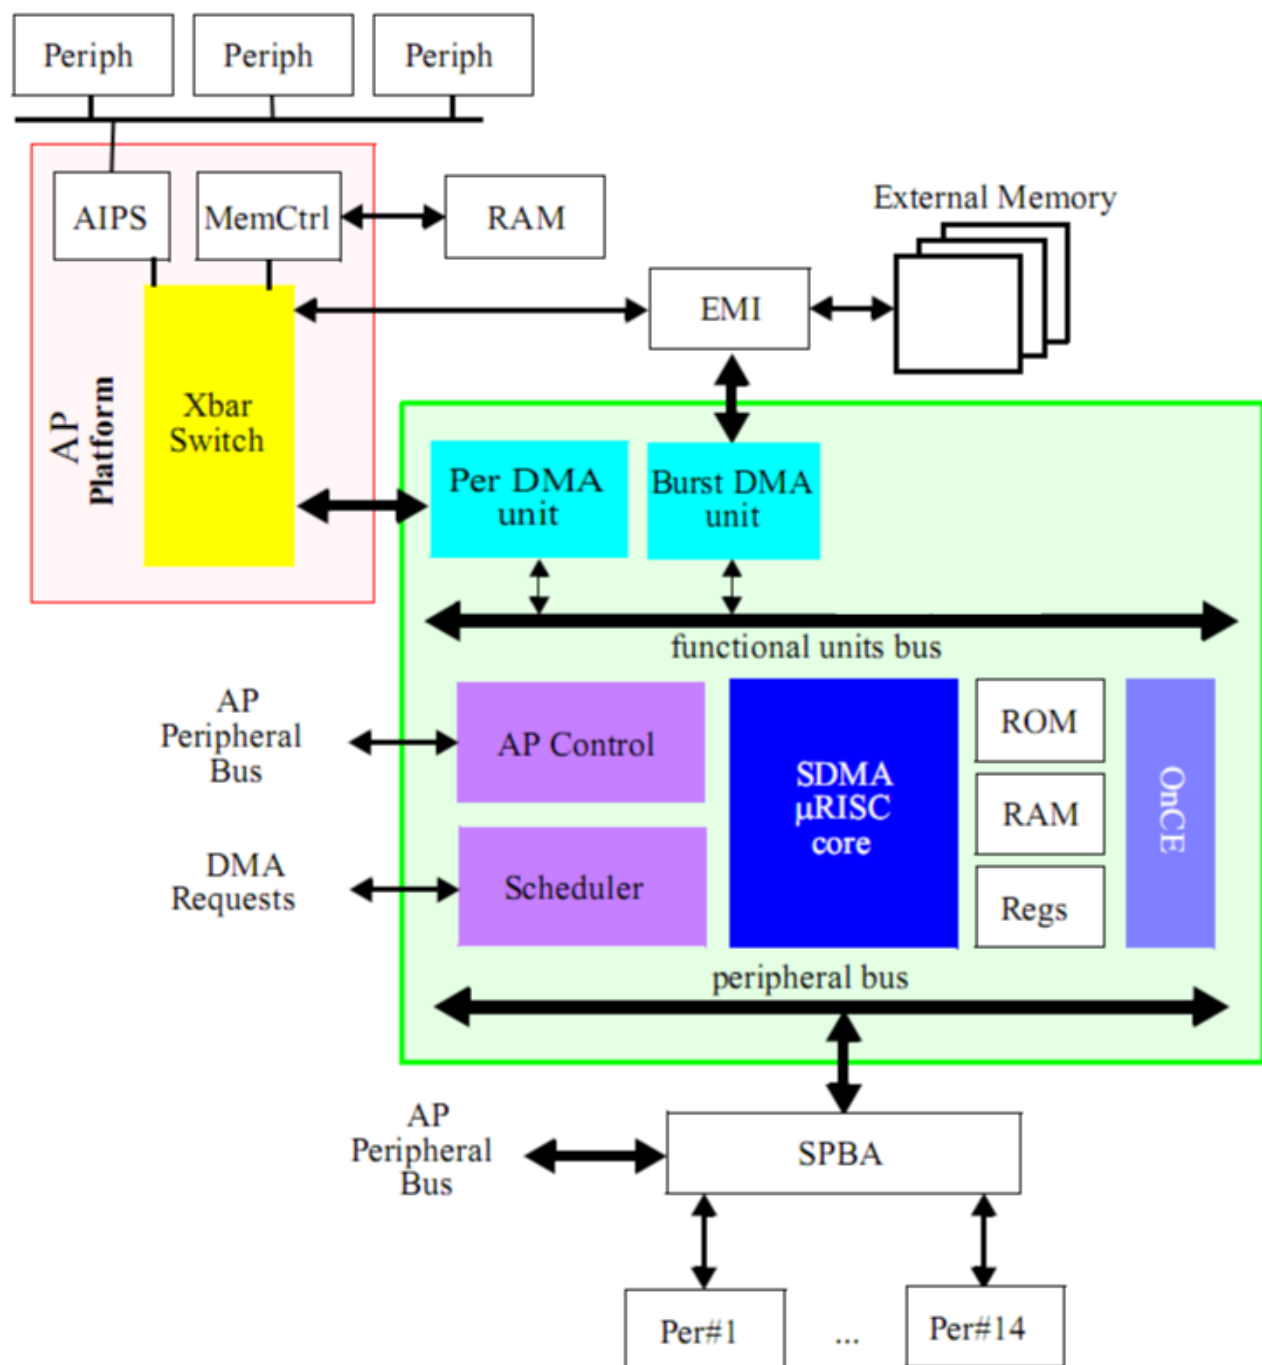 Periph
Periph
Periph
AIPS
MemCtrl
RAM
External Memory
EMI
AP
Platform
Xbar
Switch
Per DMA
unit
Burst DMA
unit
functional units bus
AP
Peripheral
Bus
AP Control
SDMA
μRISC
core
ROM
RAM
Regs
OnCE
DMA
Requests
Scheduler
peripheral bus
AP
Peripheral
Bus
SPBA
Per#1
...
Per#14